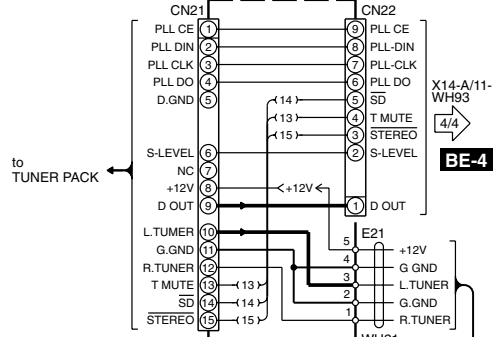 CN21 CN22
PLL CE 1 9 PLL CE
PLL DIN 2 8 PLL-DIN
PLL CLK 3 7 PLL-CLK
PLL DO 4 6 PLL DO
D.GND 5 14 5 SD
13 4 T MUTE
15 3 STEREO
S-LEVEL 6 2 S-LEVEL
NC 7
+12V 8 +12V
D OUT 9 1 D OUT
X14-A/11-
WH93
4/4
BE-4
to
TUNER PACK
L.TUMER 10
G.GND 11
R.TUNER 12
T MUTE 13 13
SD 14 14
STEREO 15 15
E21
5 +12V
4 G GND
3 L.TUNER
2 G.GND
1 R.TUNER